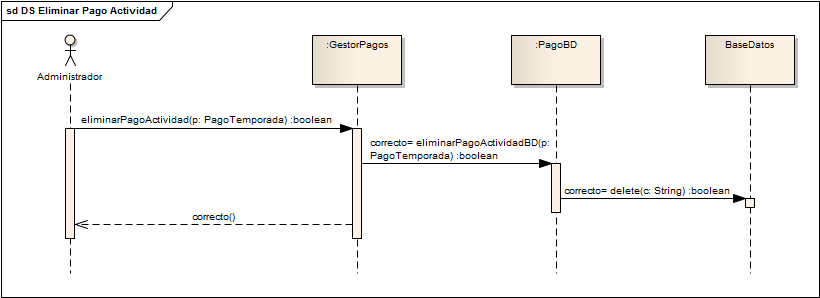 sd DS Eliminar Pago Actividad
Administrador
:GestorPagos
:PagoBD
BaseDatos
eliminarPagoActividad(p: PagoTemporada) :boolean
correcto= eliminarPagoActividadBD(p:
PagoTemporada) :boolean
correcto= delete(c: String) :boolean
correcto()